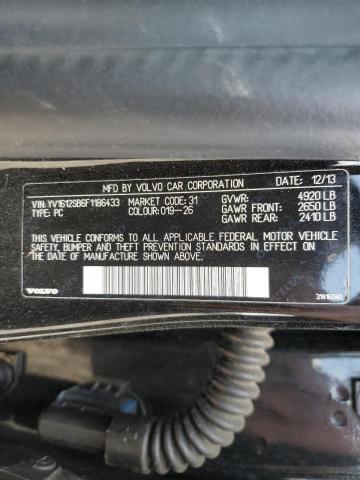 MFD BY VOLVO CAR CORPORATION 12/13
VIN: YV1612SB6F1186433 MARKET CODE: 31 GVWR: 4920 LB
TYPE: PC COLOUR: 019-26 GAWR FRONT: 2650 LB
GAWR REAR: 2410 LB
THIS CAR CONFORMS TO ALL APPLICABLE FEDERAL MOTOR VEHICLE
SAFETY, BUMPER AND THEFT PREVENTION STANDARDS IN EFFECT ON
THE DATE OF MANUFACTURE SHOWN ABOVE.
VOLVO